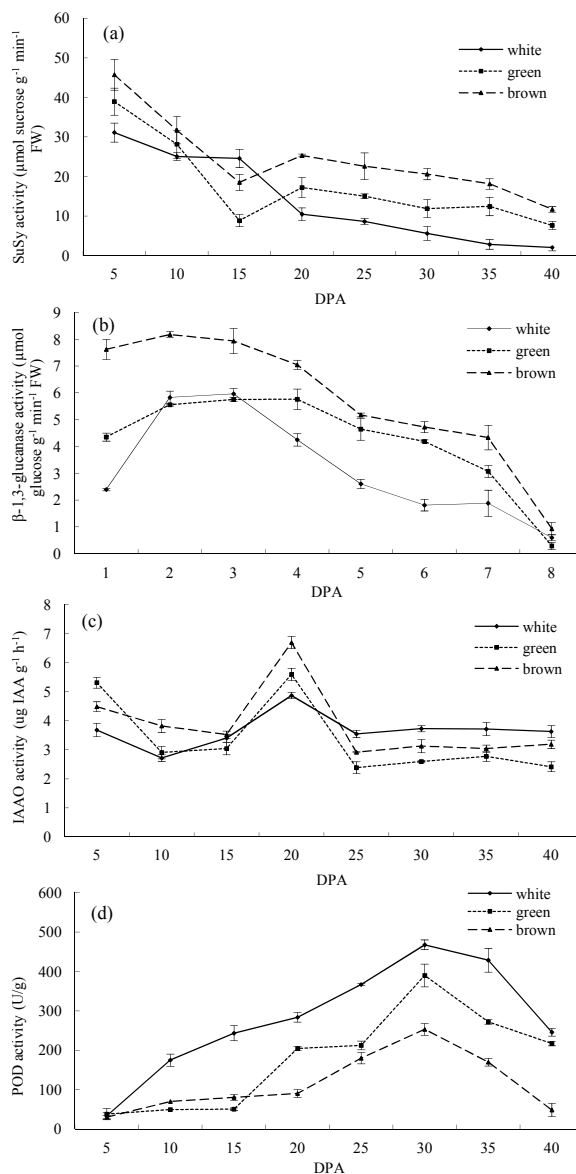 (a)
white
green
brown
SuSy activity (µmol sucrose g⁻¹ min⁻¹
FW)
60
50
40
30
20
10
0
5 10 15 20 25 30 35 40
DPA
(b)
white
green
brown
β-1,3-glucanase activity (µmol
glucose g⁻¹ min⁻¹ FW)
9
8
7
6
5
4
3
2
1
0
1 2 3 4 5 6 7 8
DPA
(c)
white
green
brown
IAAO activity (ug IAA g⁻¹ h⁻¹)
8
7
6
5
4
3
2
1
0
5 10 15 20 25 30 35 40
DPA
(d)
white
green
brown
POD activity (U/g)
600
500
400
300
200
100
0
5 10 15 20 25 30 35 40
DPA